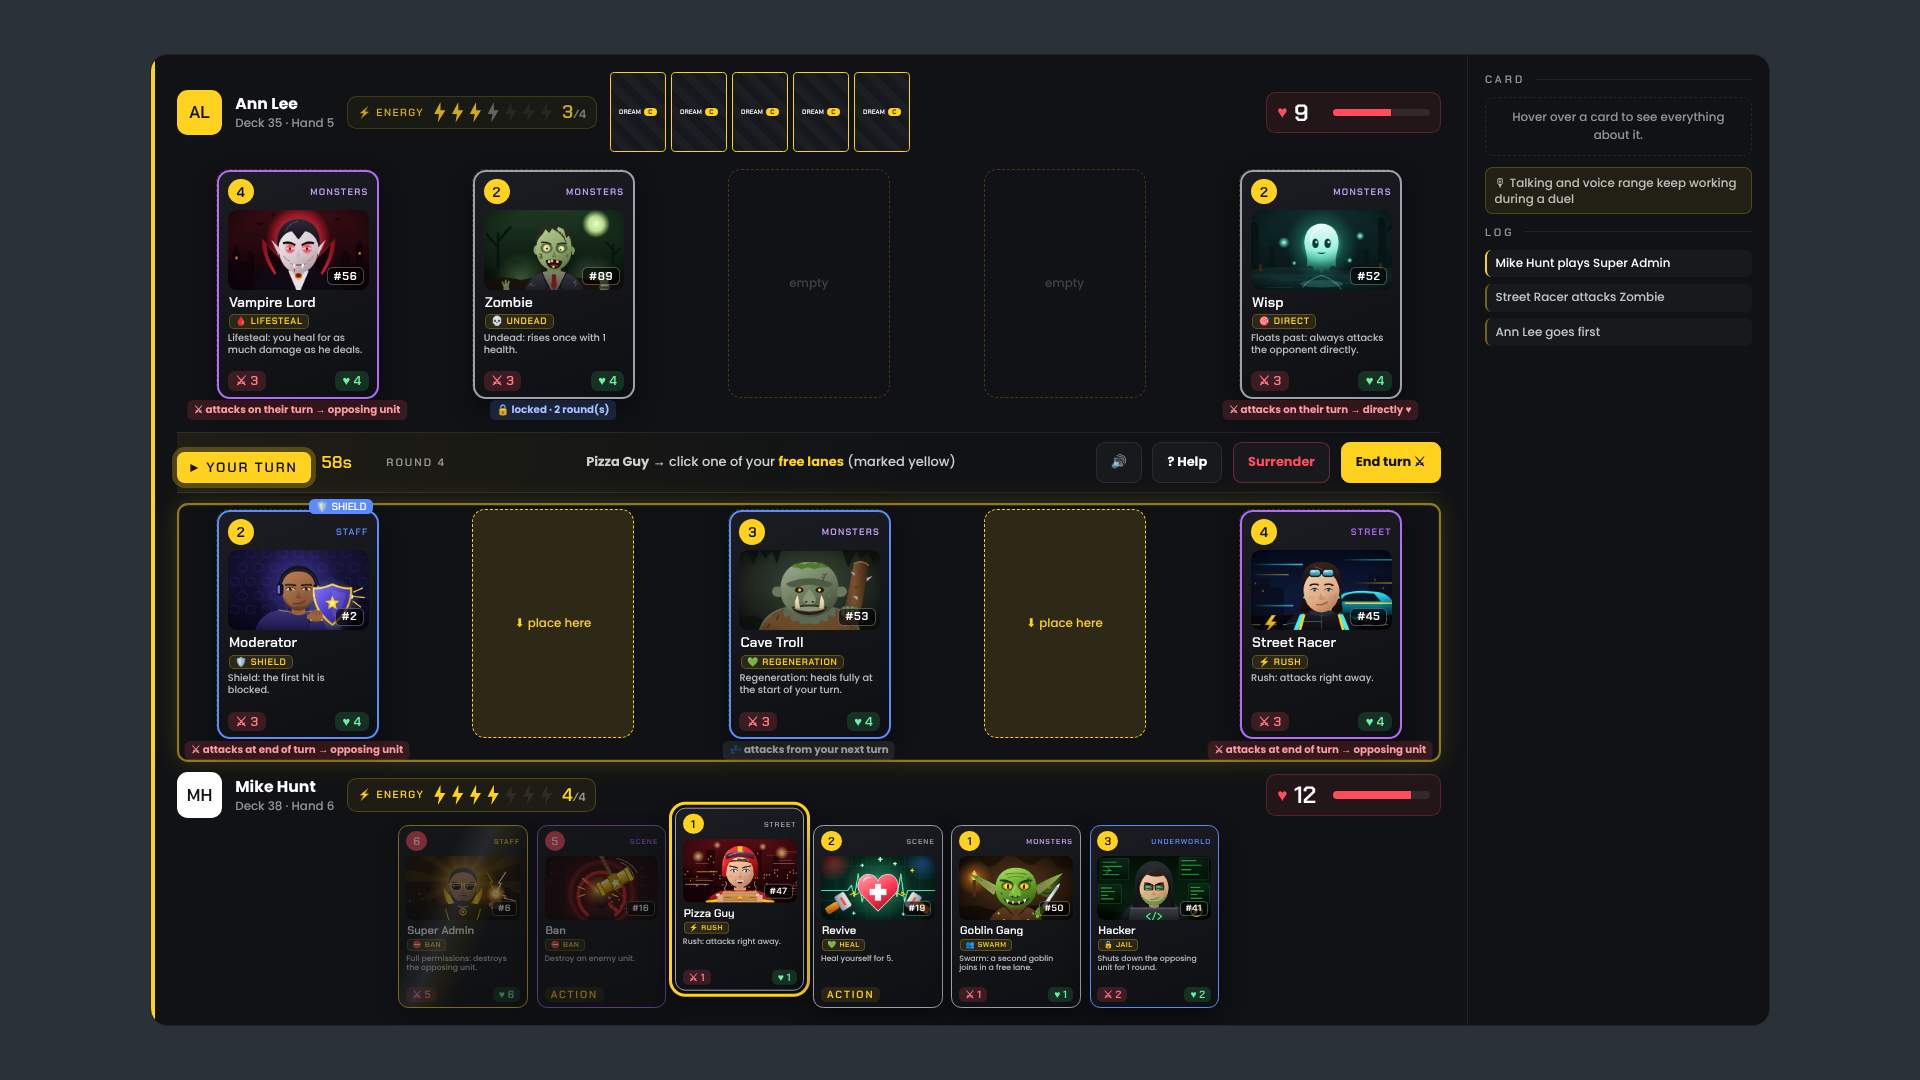 AL
Ann Lee
Deck 35 · Hand 5
⚡ ENERGY
3/4
DREAM C
DREAM C
DREAM C
DREAM C
DREAM C
♥ 9
4
MONSTERS
#56
Vampire Lord
🩸 LIFESTEAL
Lifesteal: you heal for as
much damage as he deals.
⚔ 3
♥ 4
⚔ attacks on their turn → opposing unit
2
MONSTERS
#89
Zombie
💀 UNDEAD
Undead: rises once with 1
health.
⚔ 3
♥ 4
🔒 locked · 2 round(s)
empty
empty
2
MONSTERS
#52
Wisp
🎯 DIRECT
Floats past: always attacks
the opponent directly.
⚔ 3
♥ 4
⚔ attacks on their turn → directly ♥
▶ YOUR TURN
58s
ROUND 4
Pizza Guy → click one of your free lanes (marked yellow)
🔊
? Help
Surrender
End turn ⚔
🛡 SHIELD
2
STAFF
#2
Moderator
🛡 SHIELD
Shield: the first hit is
blocked.
⚔ 3
♥ 4
⚔ attacks at end of turn → opposing unit
⬇ place here
3
MONSTERS
#53
Cave Troll
💚 REGENERATION
Regeneration: heals fully at
the start of your turn.
⚔ 3
♥ 4
💤 attacks from your next turn
⬇ place here
4
STREET
#45
Street Racer
⚡ RUSH
Rush: attacks right away.
⚔ 3
♥ 4
⚔ attacks at end of turn → opposing unit
MH
Mike Hunt
Deck 38 · Hand 6
⚡ ENERGY
4/4
♥ 12
6
STAFF
#6
Super Admin
⛔ BAN
Full permissions: destroys
the opposing unit.
⚔ 5
♥ 6
5
SCENE
#16
Ban
⛔ BAN
Destroy an enemy unit.
ACTION
1
STREET
#47
Pizza Guy
⚡ RUSH
Rush: attacks right away.
⚔ 1
♥ 1
2
SCENE
#19
Revive
💚 HEAL
Heal yourself for 5.
ACTION
1
MONSTERS
#50
Goblin Gang
👥 SWARM
Swarm: a second goblin
joins in a free lane.
⚔ 1
♥ 1
3
UNDERWORLD
</>
#41
Hacker
🔒 JAIL
Shuts down the opposing
unit for 1 round.
⚔ 2
♥ 2
CARD
Hover over a card to see everything
about it.
🎙 Talking and voice range keep working
during a duel
LOG
Mike Hunt plays Super Admin
Street Racer attacks Zombie
Ann Lee goes first